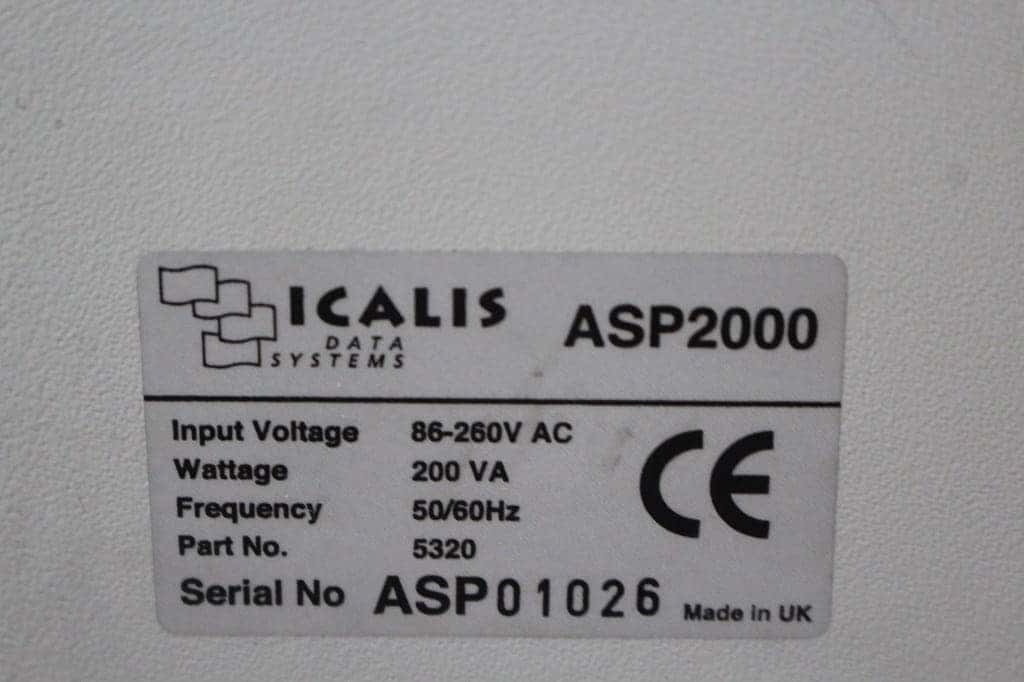 ICALIS
DATA
SYSTEMS
ASP2000
Input Voltage 86-260V AC
Wattage 200 VA
Frequency 50/60Hz
Part No. 5320
CE
Serial No ASP01026 Made in UK